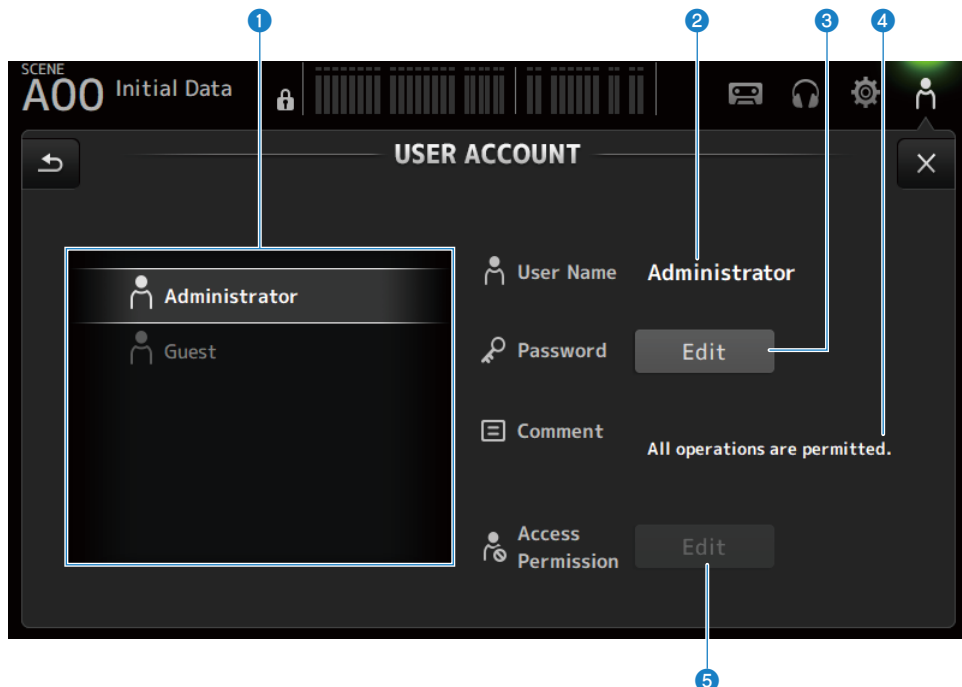 1 2 3 4
SCENE
A00 Initial Data
USER ACCOUNT
Administrator
Guest
User Name Administrator
Password Edit
Comment
All operations are permitted.
Access
Permission Edit
5